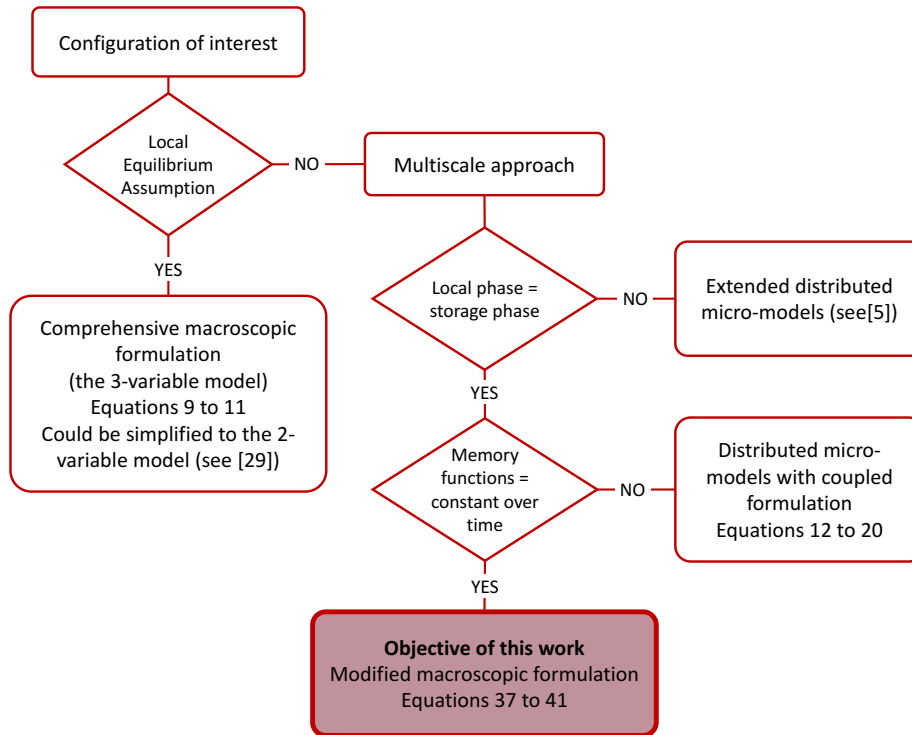 Configuration of interest
Local
Equilibrium
Assumption
NO
Multiscale approach
YES
Comprehensive macroscopic
formulation
(the 3-variable model)
Equations 9 to 11
Could be simplified to the 2-
variable model (see [29])
Local phase =
storage phase
NO
Extended distributed
micro-models (see[5])
YES
Memory
functions =
constant over
time
NO
Distributed micro-
models with coupled
formulation
Equations 12 to 20
YES
Objective of this work
Modified macroscopic formulation
Equations 37 to 41